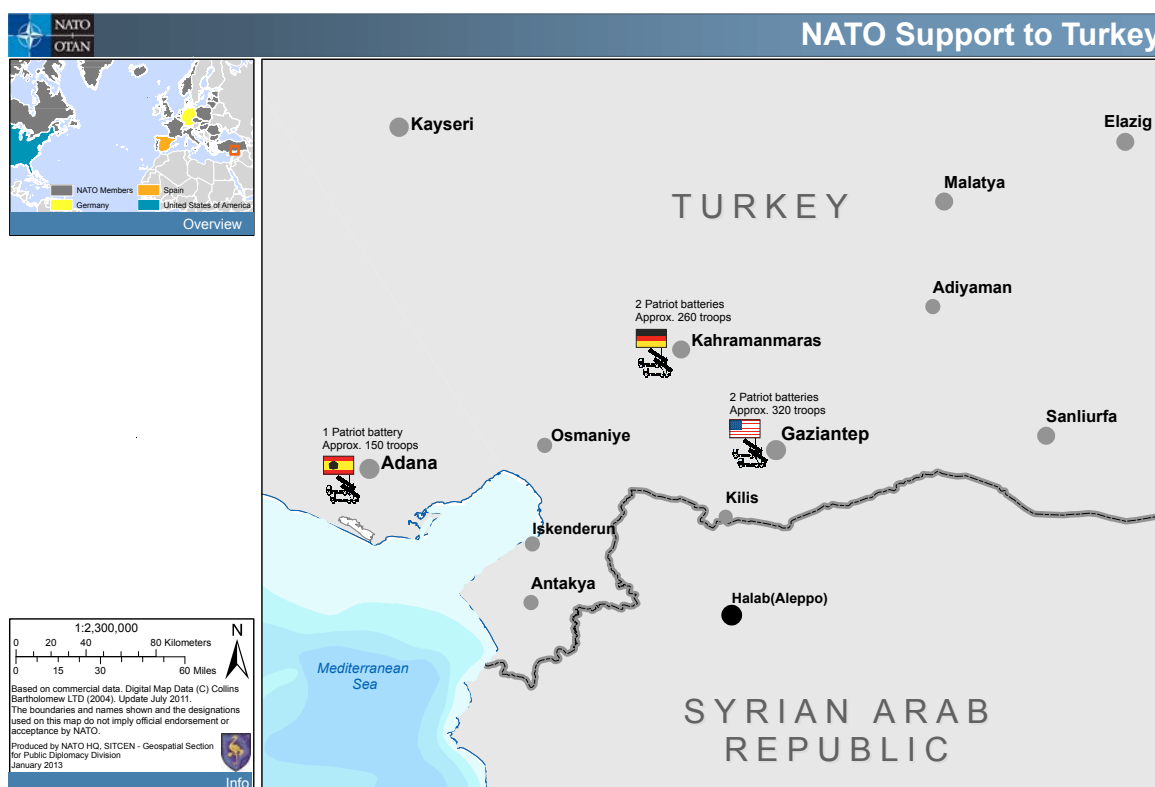 NATO
OTAN
NATO Support to Turkey
NATO Members
Spain
Germany
United States of America
Overview
Kayseri
Elazig
Malatya
TURKEY
Adiyaman
2 Patriot batteries
Approx. 260 troops
Kahramanmaras
2 Patriot batteries
Approx. 320 troops
Gaziantep
Sanliurfa
1 Patriot battery
Approx. 150 troops
Adana
Osmaniye
Kilis
Iskenderun
Antakya
Halab(Aleppo)
Mediterranean
Sea
SYRIAN ARAB
REPUBLIC
1:2,300,000
N
0 20 40 80 Kilometers
0 15 30 60 Miles
Based on commercial data. Digital Map Data (C) Collins
Bartholomew LTD (2004). Update July 2011.
The boundaries and names shown and the designations
used on this map do not imply official endorsement or
acceptance by NATO.
Produced by NATO HQ, SITCEN - Geospatial Section
for Public Diplomacy Division
January 2013
Info